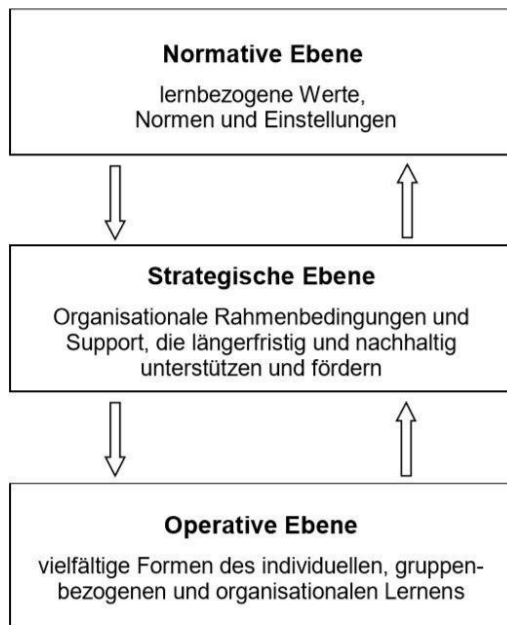 Normative Ebene
lernbezogene Werte,
Normen und Einstellungen
Strategische Ebene
Organisationale Rahmenbedingungen und
Support, die längerfristig und nachhaltig
unterstützen und fördern
Operative Ebene
vielfältige Formen des individuellen, gruppen-
bezogenen und organisationalen Lernens